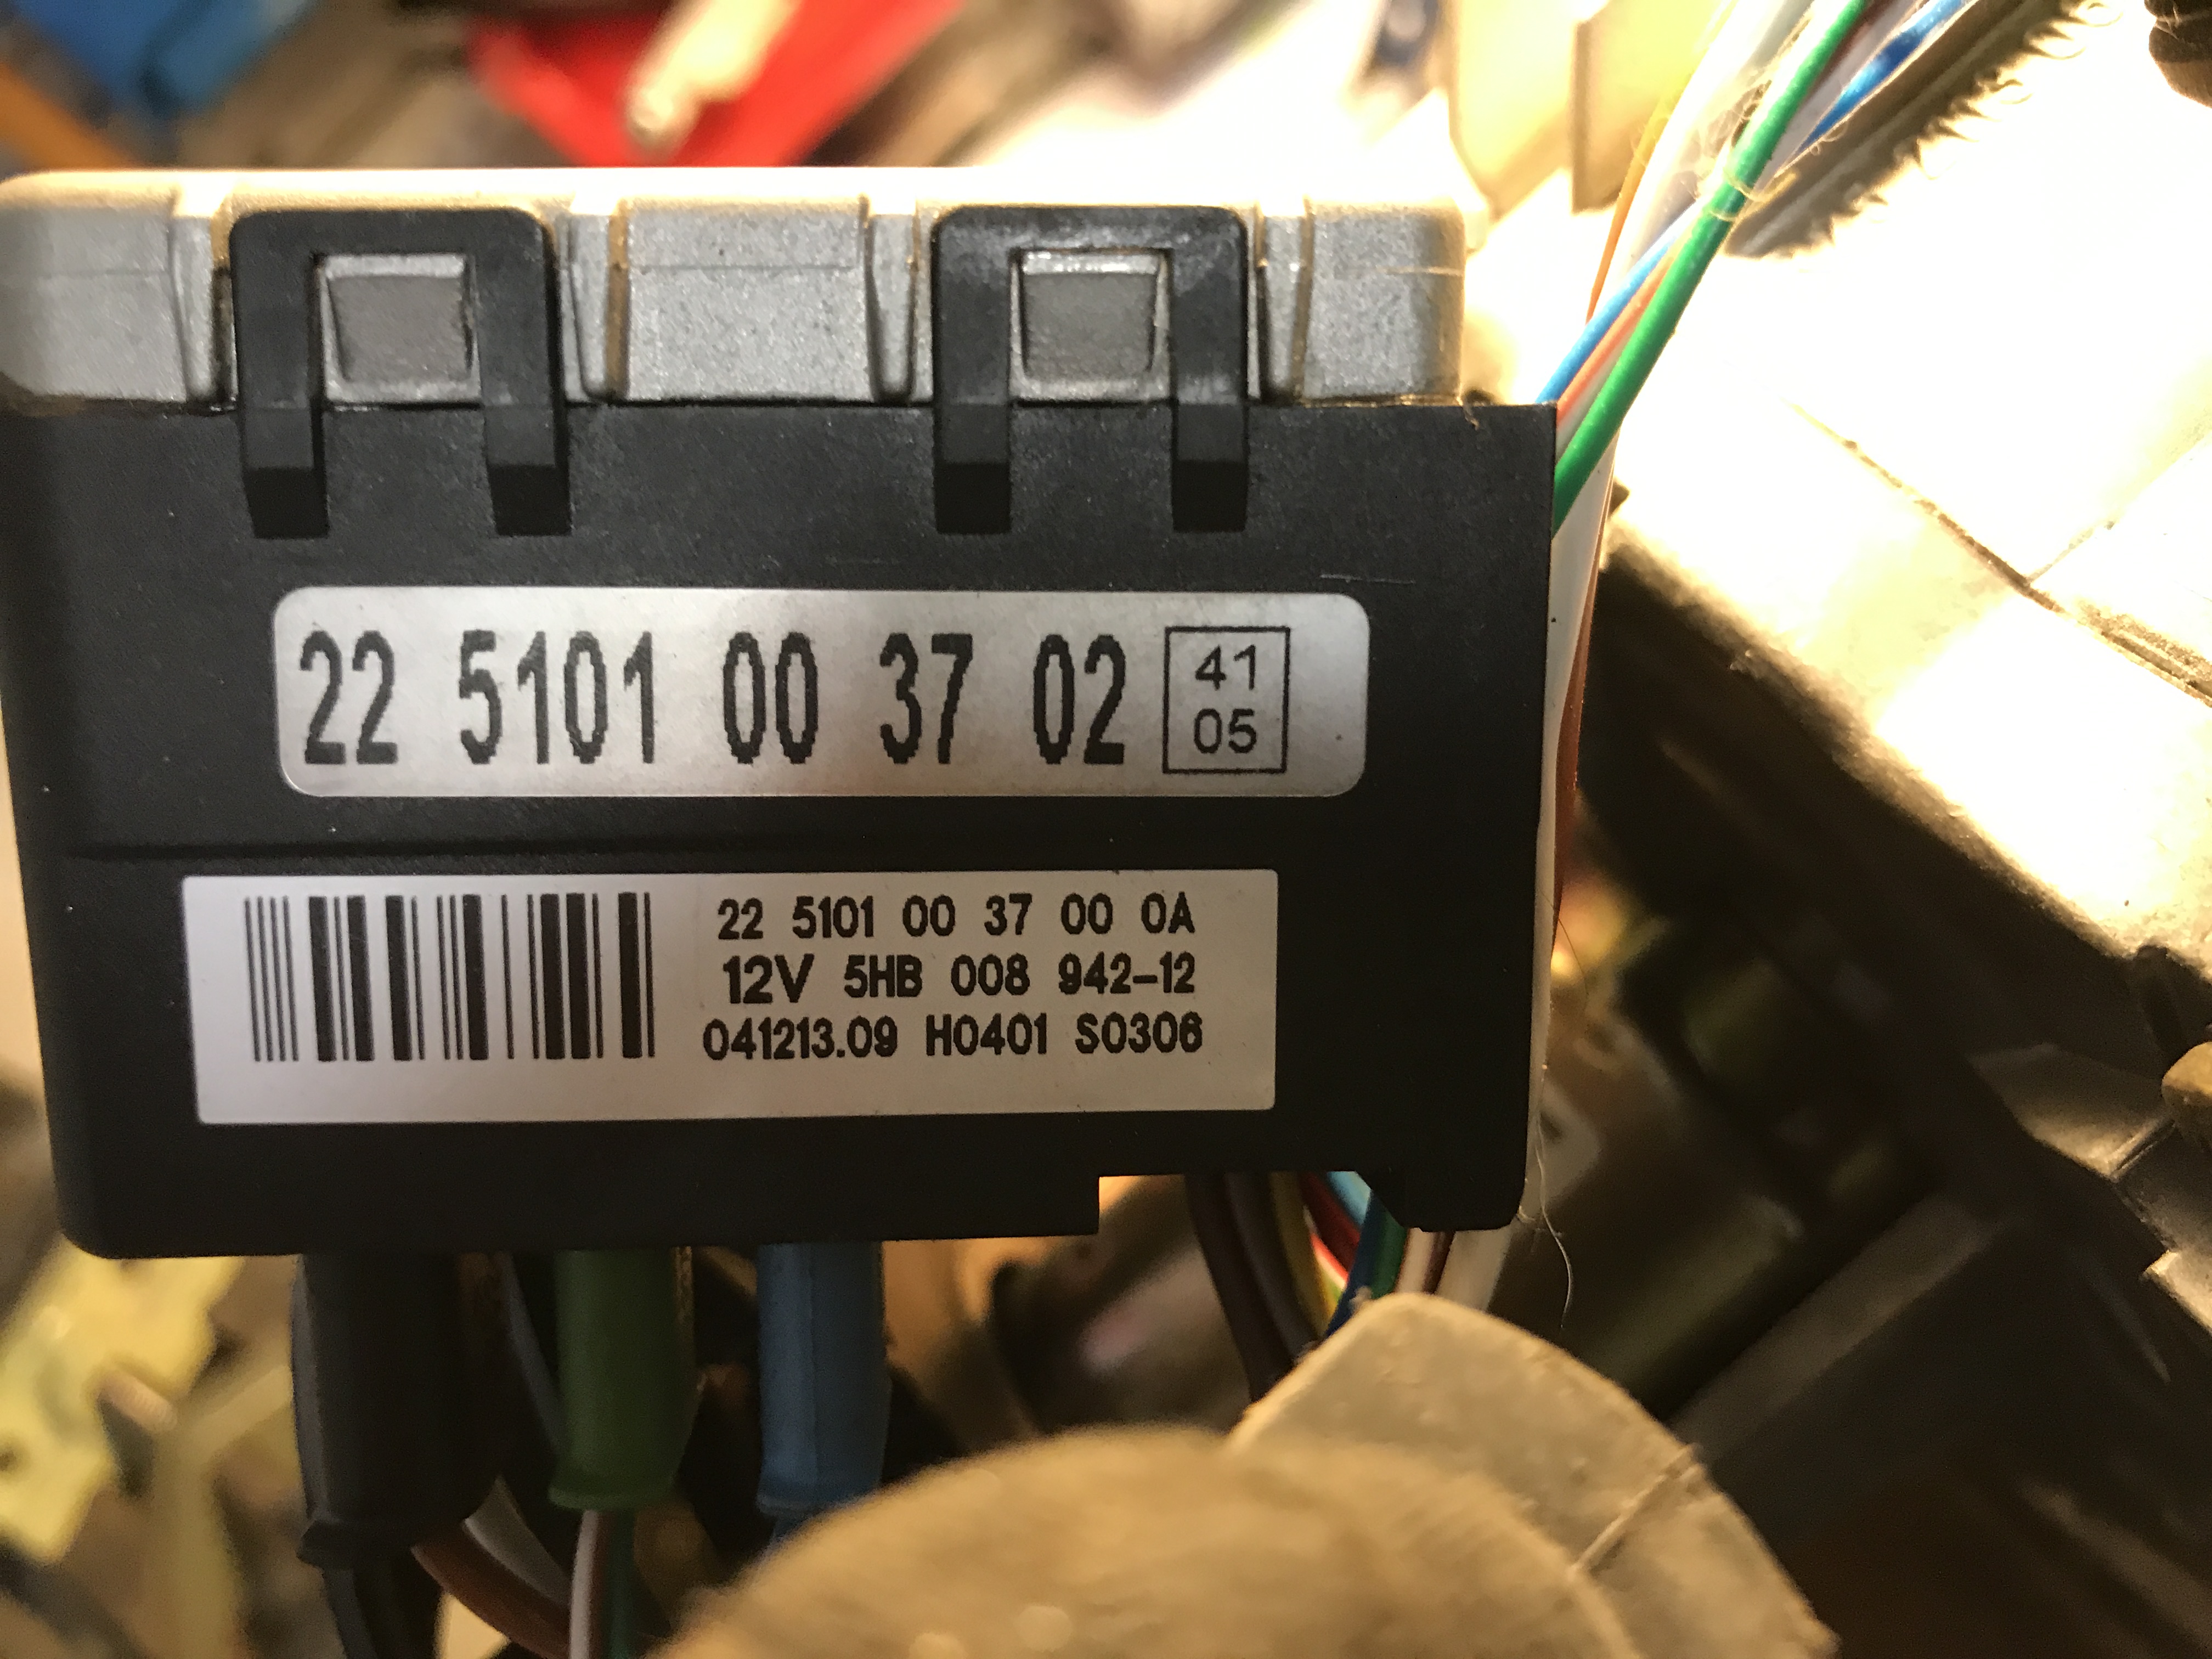 22 5101 00 37 02
41
05
22 5101 00 37 00 0A
12V 5HB 008 942-12
041213.09 H0401 S0306